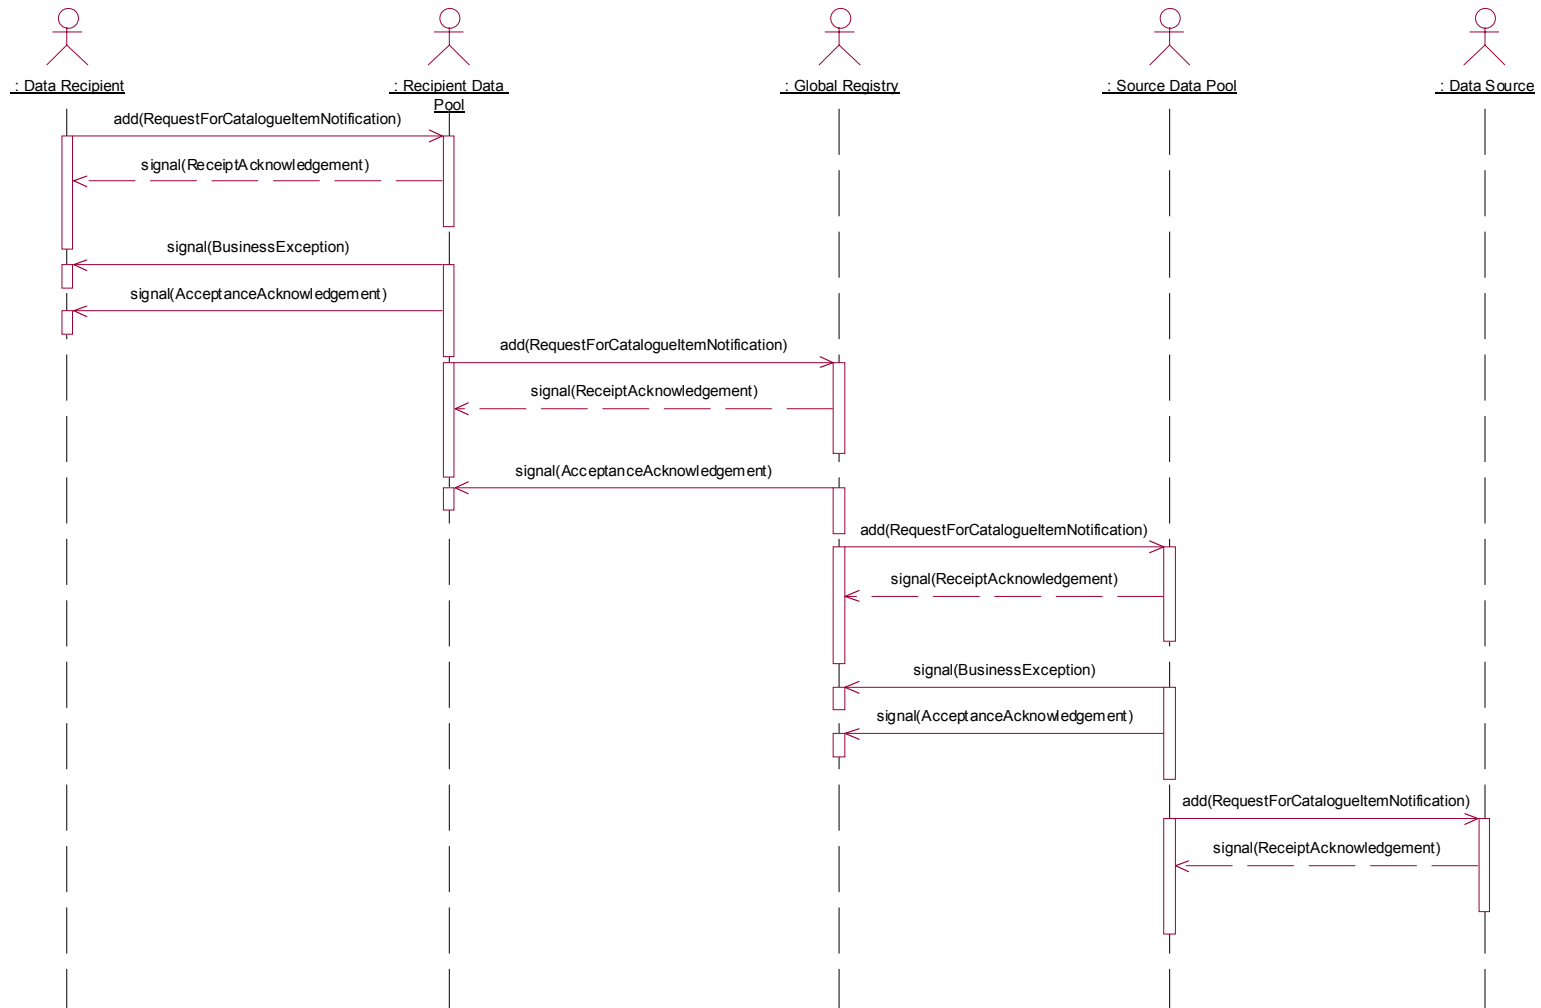 : Data Recipient
: Recipient Data
Pool
: Global Registry
: Source Data Pool
: Data Source
add(RequestForCatalogueItemNotification)
signal(ReceiptAcknowledgement)
signal(BusinessException)
signal(AcceptanceAcknowledgement)
add(RequestForCatalogueItemNotification)
signal(ReceiptAcknowledgement)
signal(AcceptanceAcknowledgement)
add(RequestForCatalogueItemNotification)
signal(ReceiptAcknowledgement)
signal(BusinessException)
signal(AcceptanceAcknowledgement)
add(RequestForCatalogueItemNotification)
signal(ReceiptAcknowledgement)